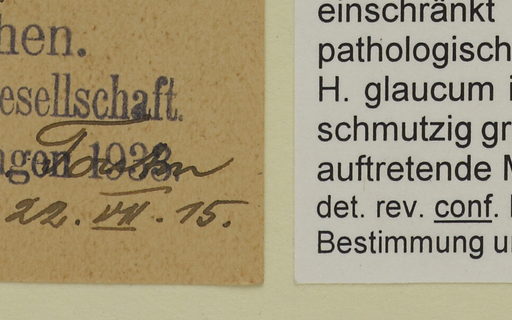 hen.
esellschaft.
ngen 1933
22. VII. 15.
einschränkt
pathologisch
H. glaucum i
schmutzig gr
auftretende M
det. rev. conf.
Bestimmung u